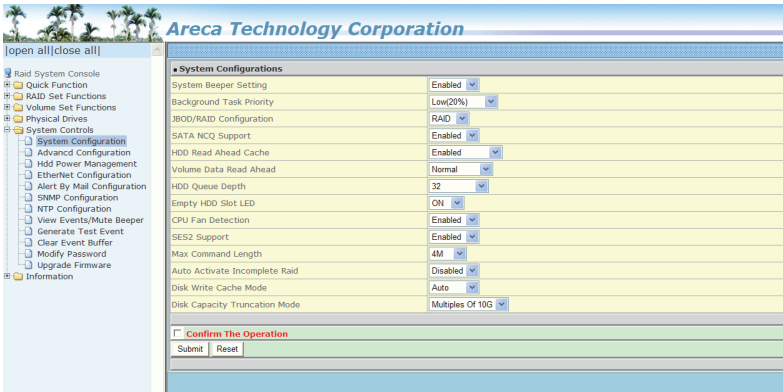 Areca Technology Corporation
|open all|close all|
Raid System Console
Quick Function
RAID Set Functions
Volume Set Functions
Physical Drives
System Controls
System Configuration
Advancd Configuration
Hdd Power Management
EtherNet Configuration
Alert By Mail Configuration
SNMP Configuration
NTP Configuration
View Events/Mute Beeper
Generate Test Event
Clear Event Buffer
Modify Password
Upgrade Firmware
Information
▪ System Configurations
System Beeper Setting Enabled
Background Task Priority Low(20%)
JBOD/RAID Configuration RAID
SATA NCQ Support Enabled
HDD Read Ahead Cache Enabled
Volume Data Read Ahead Normal
HDD Queue Depth 32
Empty HDD Slot LED ON
CPU Fan Detection Enabled
SES2 Support Enabled
Max Command Length 4M
Auto Activate Incomplete Raid Disabled
Disk Write Cache Mode Auto
Disk Capacity Truncation Mode Multiples Of 10G
Confirm The Operation
Submit Reset